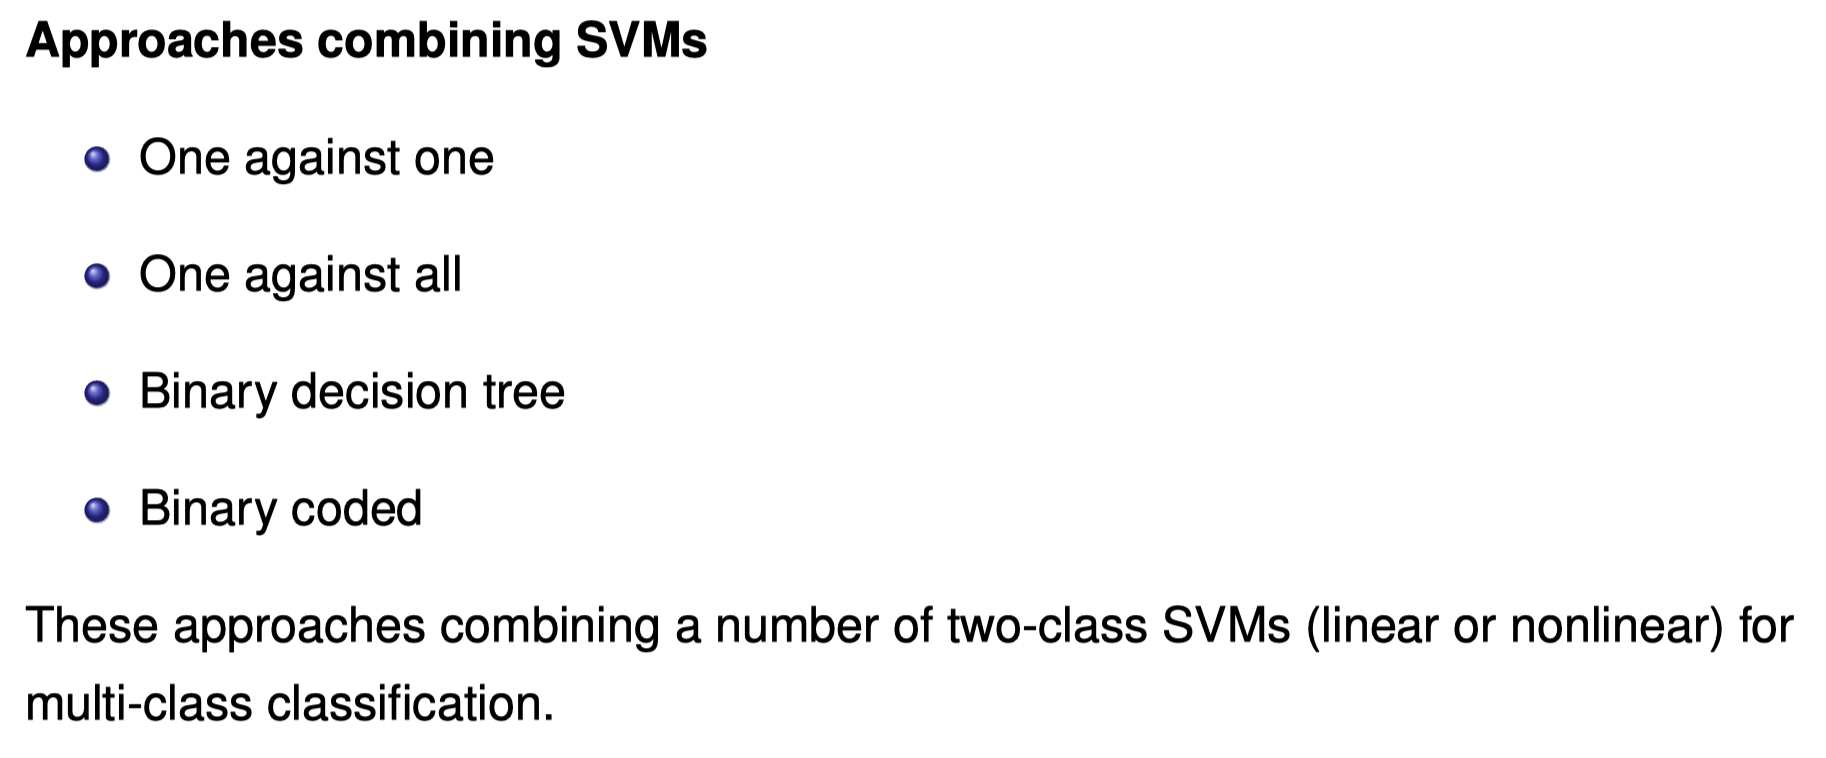 Approaches combining SVMs
One against one
One against all
Binary decision tree
Binary coded
These approaches combining a number of two-class SVMs (linear or nonlinear) for
multi-class classification.